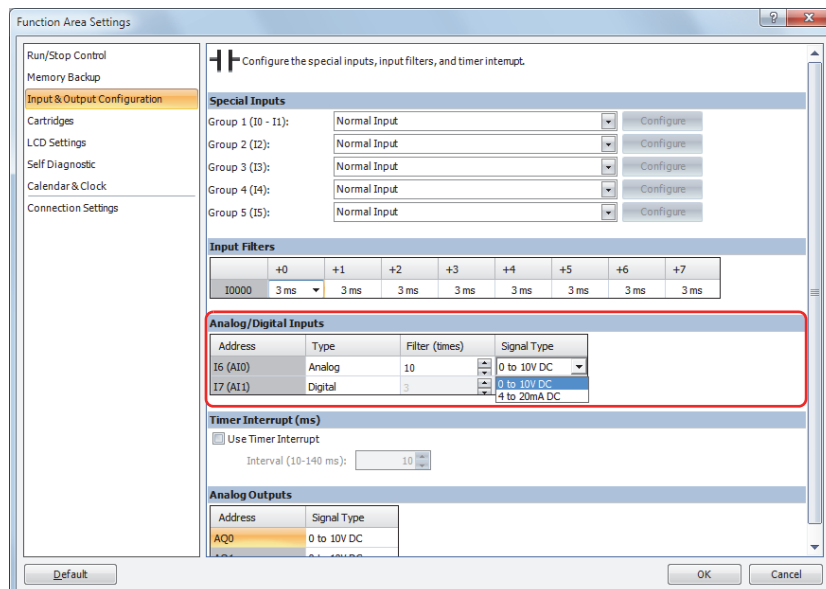 Function Area Settings
Run/Stop Control
Memory Backup
Input & Output Configuration
Cartridges
LCD Settings
Self Diagnostic
Calendar & Clock
Connection Settings
Configure the special inputs, input filters, and timer interrupt.
Special Inputs
Group 1 (I0 - I1): Normal Input Configure
Group 2 (I2): Normal Input Configure
Group 3 (I3): Normal Input Configure
Group 4 (I4): Normal Input Configure
Group 5 (I5): Normal Input Configure
Input Filters
+0 +1 +2 +3 +4 +5 +6 +7
I0000 3 ms 3 ms 3 ms 3 ms 3 ms 3 ms 3 ms 3 ms
Analog/Digital Inputs
Address Type Filter (times) Signal Type
I6 (AI0) Analog 10 0 to 10V DC
I7 (AI1) Digital 3 0 to 10V DC
4 to 20mA DC
Timer Interrupt (ms)
Use Timer Interrupt
Interval (10-140 ms): 10
Analog Outputs
Address Signal Type
AQ0 0 to 10V DC
Default OK Cancel